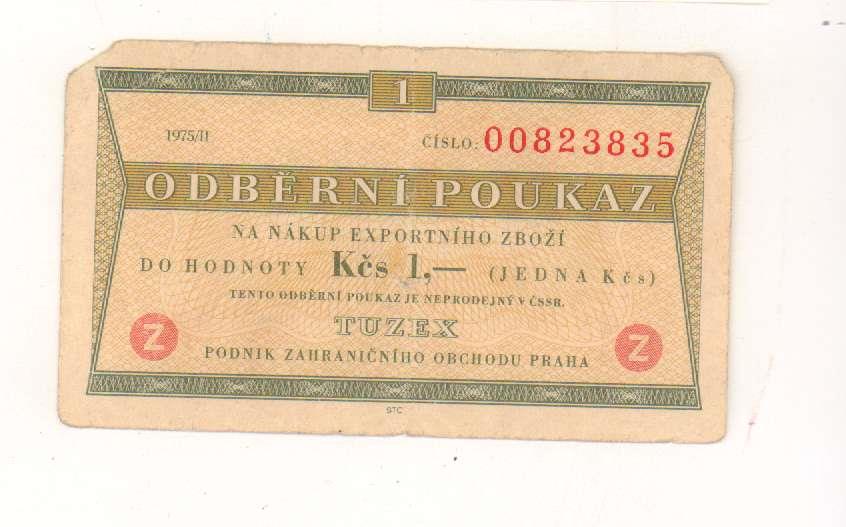 1
1975/II ČÍSLO: 00823835
ODBĚRNÍ POUKAZ
NA NÁKUP EXPORTNÍHO ZBOŽÍ
DO HODNOTY Kčs 1,— (JEDNA Kčs)
TENTO ODBĚRNÍ POUKAZ JE NEPRODEJNÝ V ČSSR.
TUZEX
Z PODNIK ZAHRANIČNÍHO OBCHODU PRAHA Z
STC